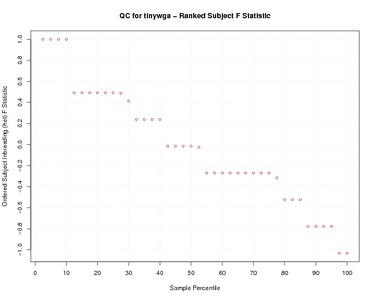 QC for tinywga – Ranked Subject F Statistic
Ordered Subject Inbreeding (het) F Statistic
1.0
0.8
0.6
0.4
0.2
0.0
−0.2
−0.4
−0.6
−0.8
−1.0
0 10 20 30 40 50 60 70 80 90 100
Sample Percentile